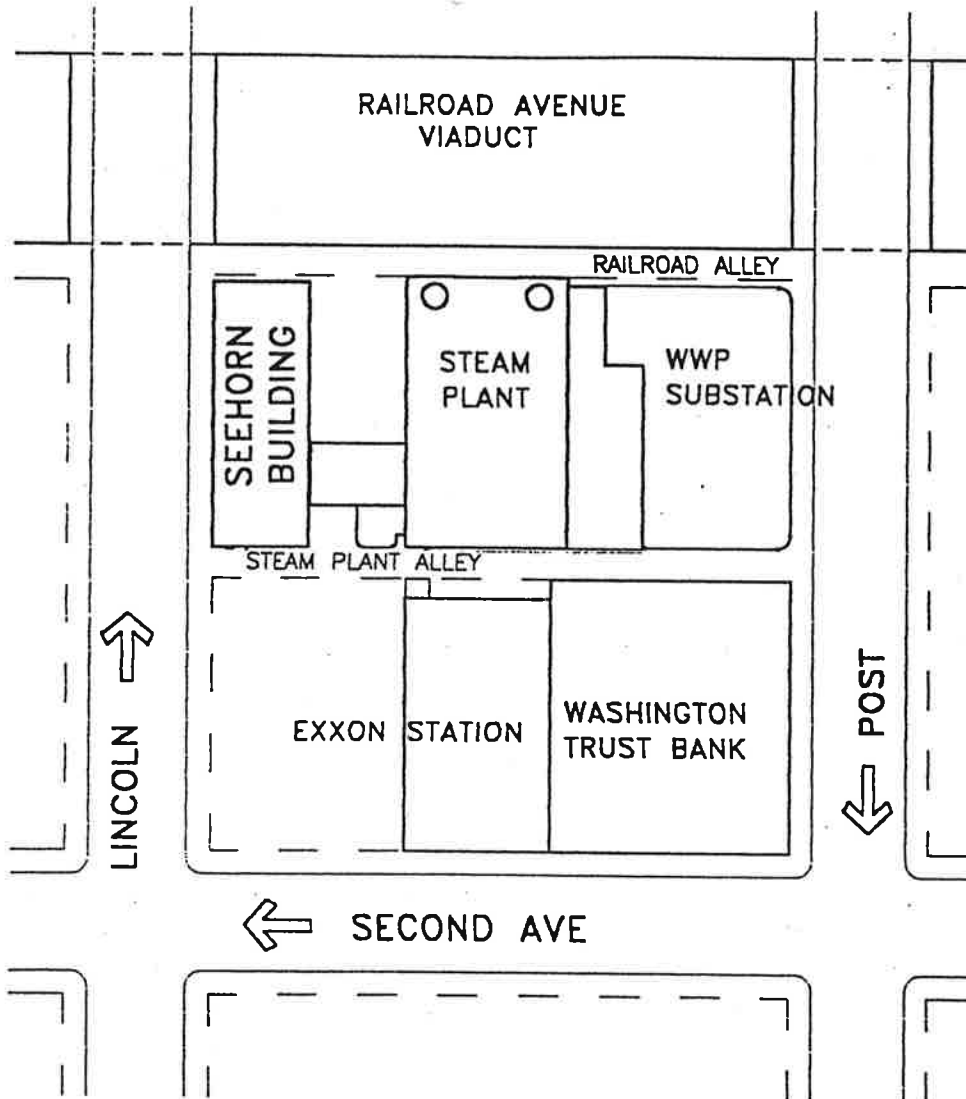 RAILROAD AVENUE
VIADUCT
RAILROAD ALLEY
SEEHORN
BUILDING
STEAM
PLANT
WWP
SUBSTATION
STEAM PLANT ALLEY
LINCOLN
EXXON STATION
WASHINGTON
TRUST BANK
POST
SECOND AVE